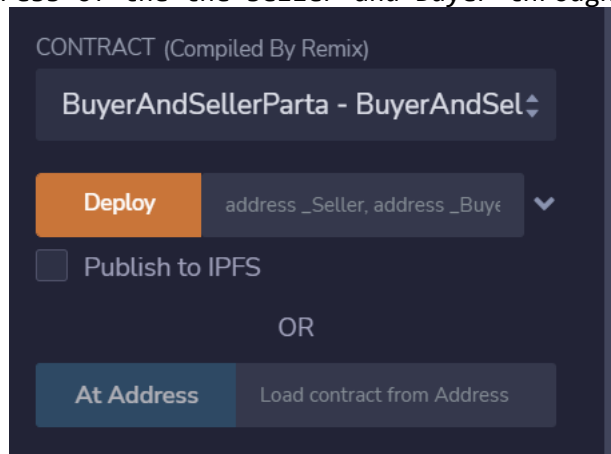 CONTRACT (Compiled By Remix)
BuyerAndSellerParta - BuyerAndSel
Deploy address _Seller, address _Buye
Publish to IPFS
OR
At Address Load contract from Address